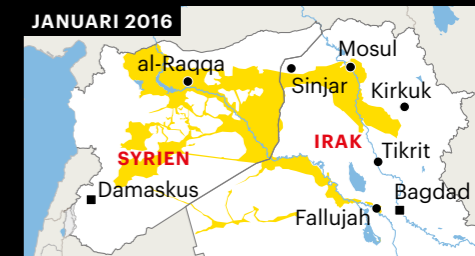 JANUARI 2016
al-Raqqa
Mosul
Sinjar
Kirkuk
SYRIEN
IRAK
Tikrit
Damaskus
Bagdad
Fallujah